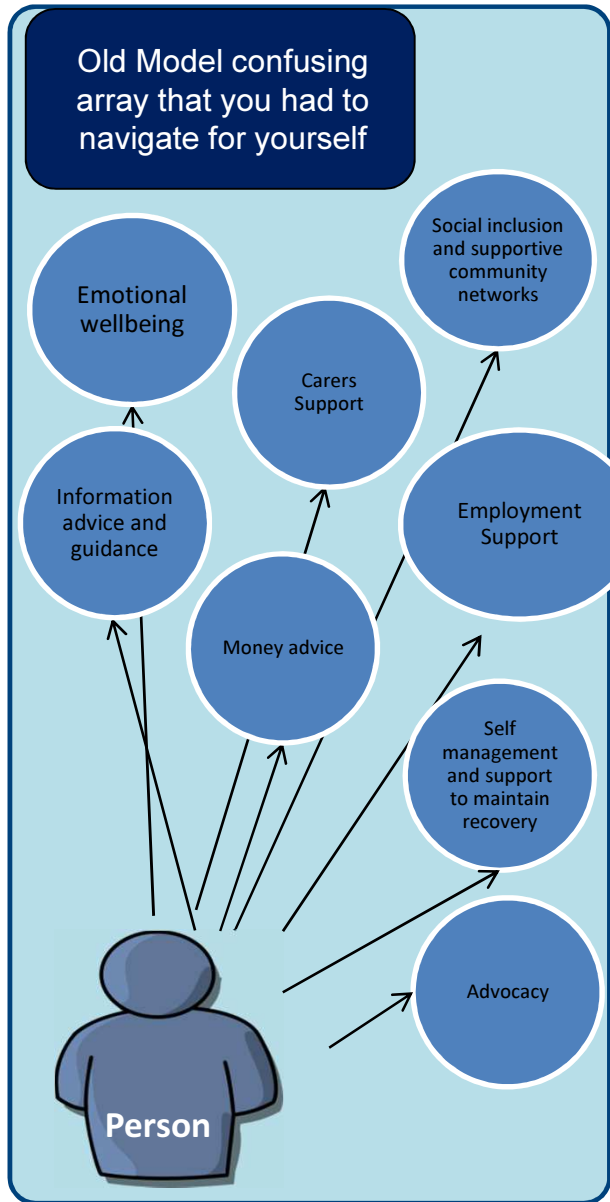 Old Model confusing
array that you had to
navigate for yourself
Social inclusion
and supportive
community
networks
Emotional
wellbeing
Carers
Support
Information
advice and
guidance
Employment
Support
Money advice
Self
management
and support
to maintain
recovery
Advocacy
Person